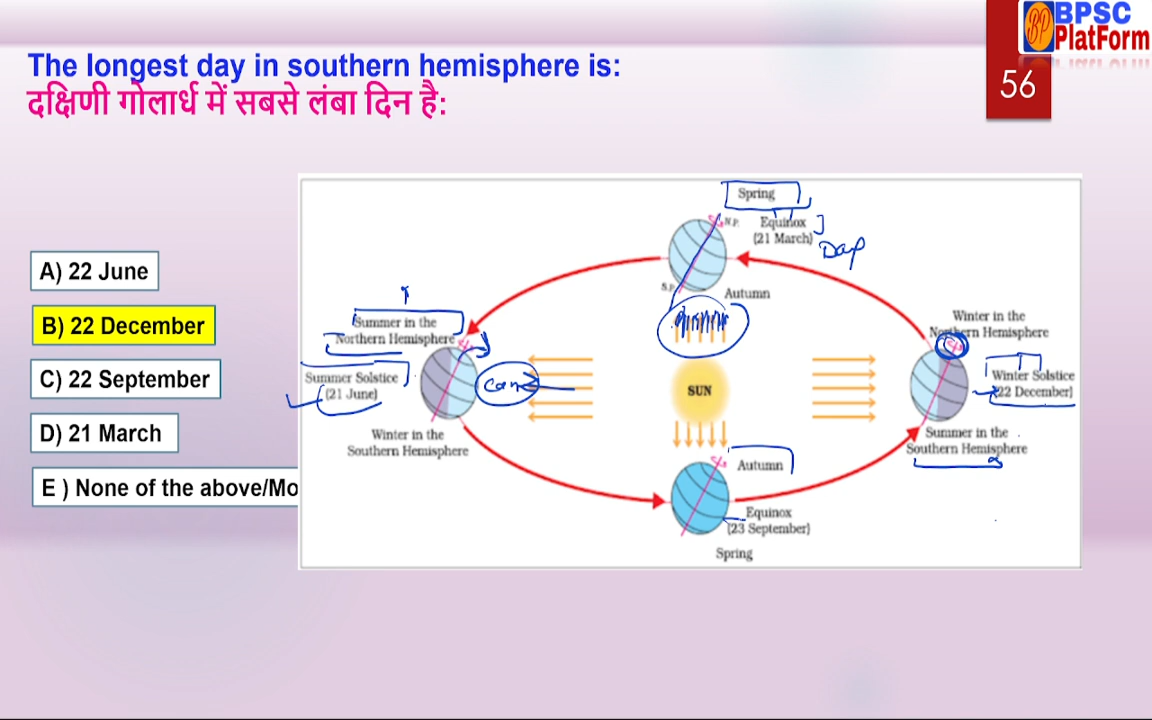 BPSC
PlatForm
56
The longest day in southern hemisphere is:
दक्षिणी गोलार्ध में सबसे लंबा दिन है:
A) 22 June
B) 22 December
C) 22 September
D) 21 March
E ) None of the above/Mo
Spring
N.P.
Equinox
(21 March)
Day
S.P.
Autumn
Summer in the
Northern Hemisphere
Summer Solstice
(21 June)
Can
Winter in the
Southern Hemisphere
SUN
Winter in the
Northern Hemisphere
Winter Solstice
22 December)
Summer in the
Southern Hemisphere
Autumn
Equinox
(23 September)
Spring